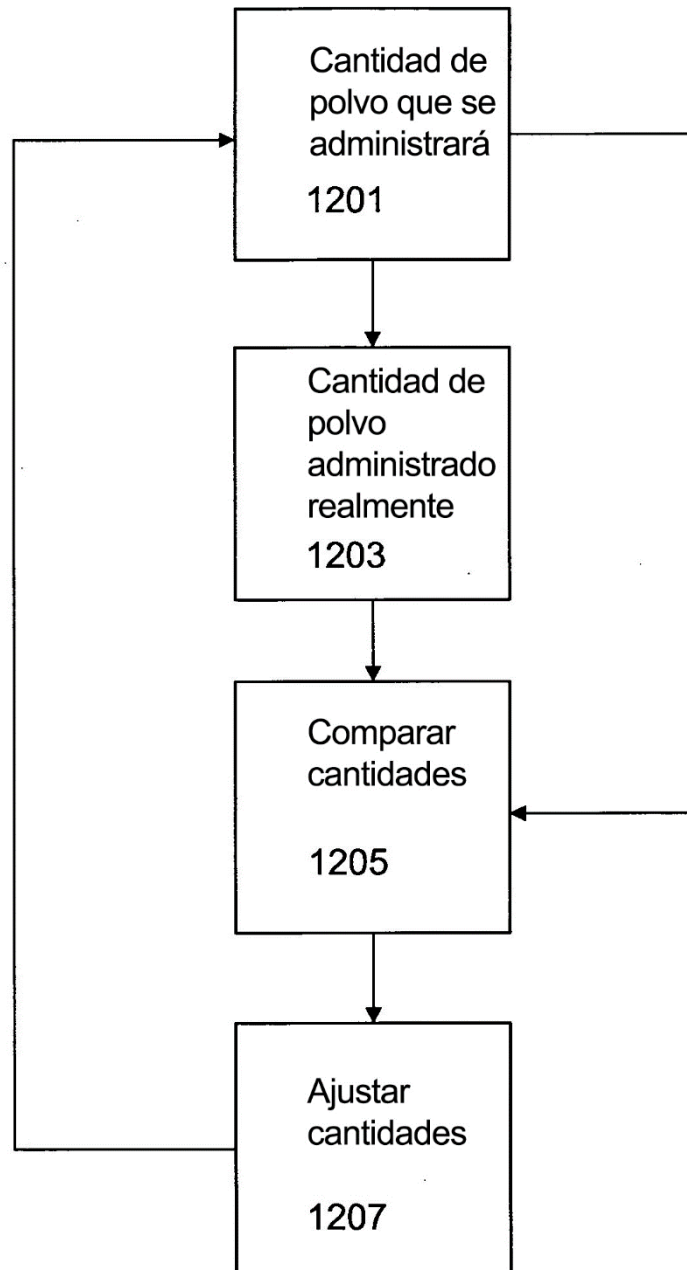 Cantidad de
polvo que se
administrará
1201
Cantidad de
polvo
administrado
realmente
1203
Comparar
cantidades
1205
Ajustar
cantidades
1207